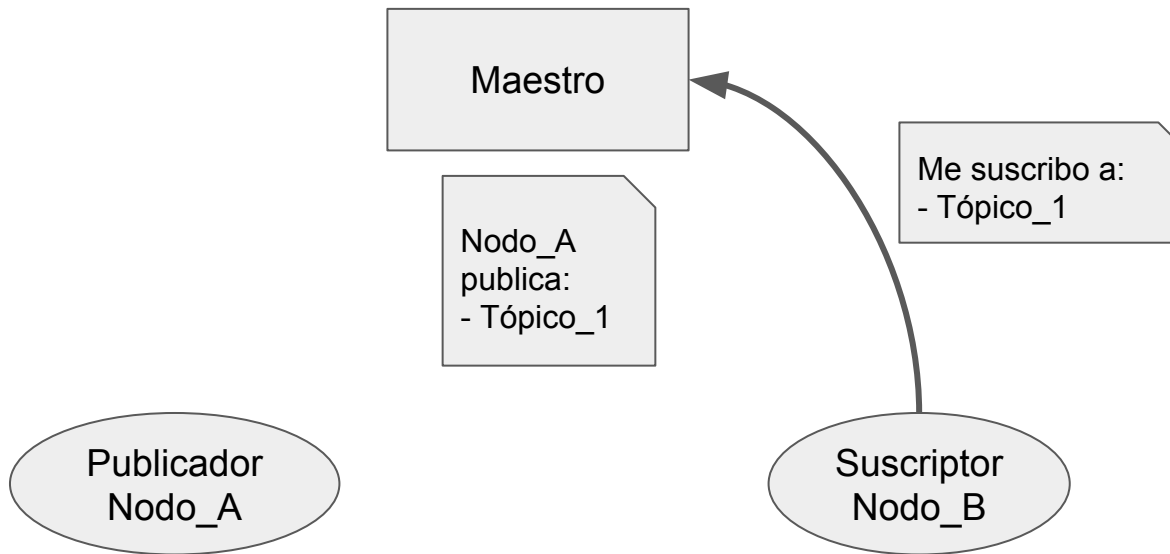 Maestro
Me suscribo a:
- Tópico_1
Nodo_A
publica:
- Tópico_1
Publicador
Nodo_A
Suscriptor
Nodo_B